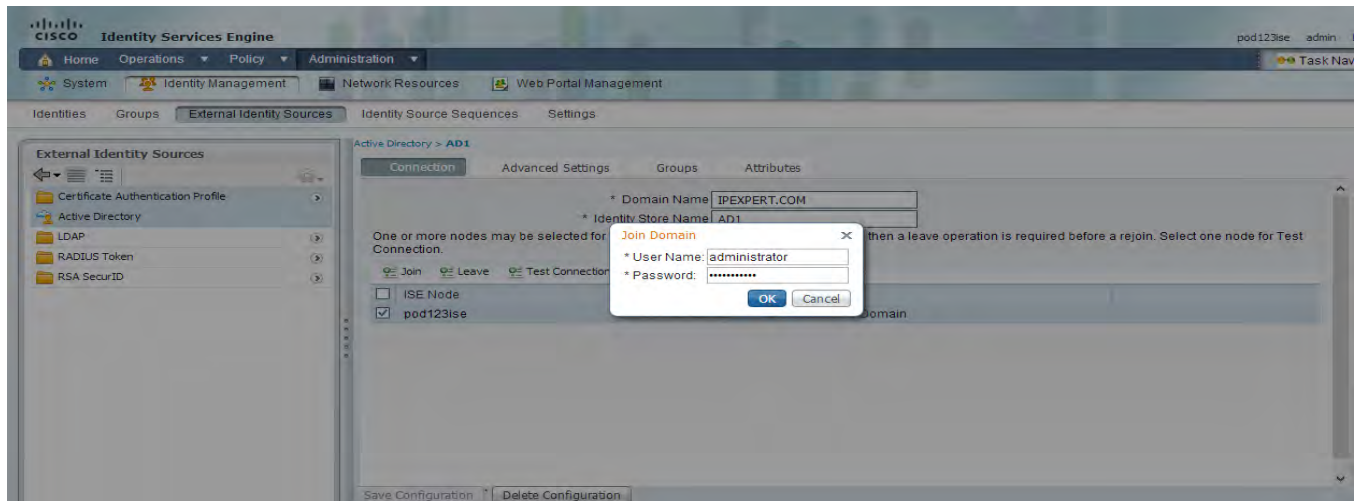 CISCO Identity Services Engine
pod123ise admin
Home Operations Policy Administration
Task Nav
System Identity Management Network Resources Web Portal Management
Identities Groups External Identity Sources Identity Source Sequences Settings
External Identity Sources
Certificate Authentication Profile
Active Directory
LDAP
RADIUS Token
RSA SecurID
Active Directory > AD1
Connection Advanced Settings Groups Attributes
* Domain Name IPEXPERT.COM
* Identity Store Name AD1
One or more nodes may be selected for then a leave operation is required before a rejoin. Select one node for Test
Connection.
Join Leave Test Connection
ISE Node
pod123ise Domain
Join Domain
* User Name: administrator
* Password: •••••••••••
OK Cancel
Save Configuration Delete Configuration